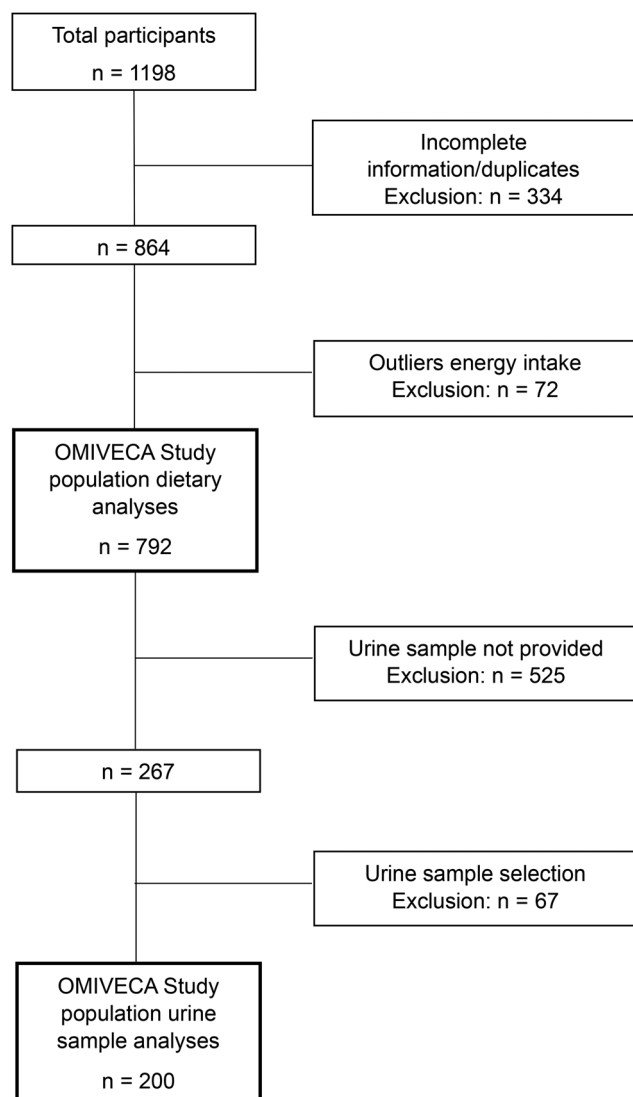 Total participants
n = 1198
Incomplete
information/duplicates
Exclusion: n = 334
n = 864
Outliers energy intake
Exclusion: n = 72
OMIVECA Study
population dietary
analyses
n = 792
Urine sample not provided
Exclusion: n = 525
n = 267
Urine sample selection
Exclusion: n = 67
OMIVECA Study
population urine
sample analyses
n = 200